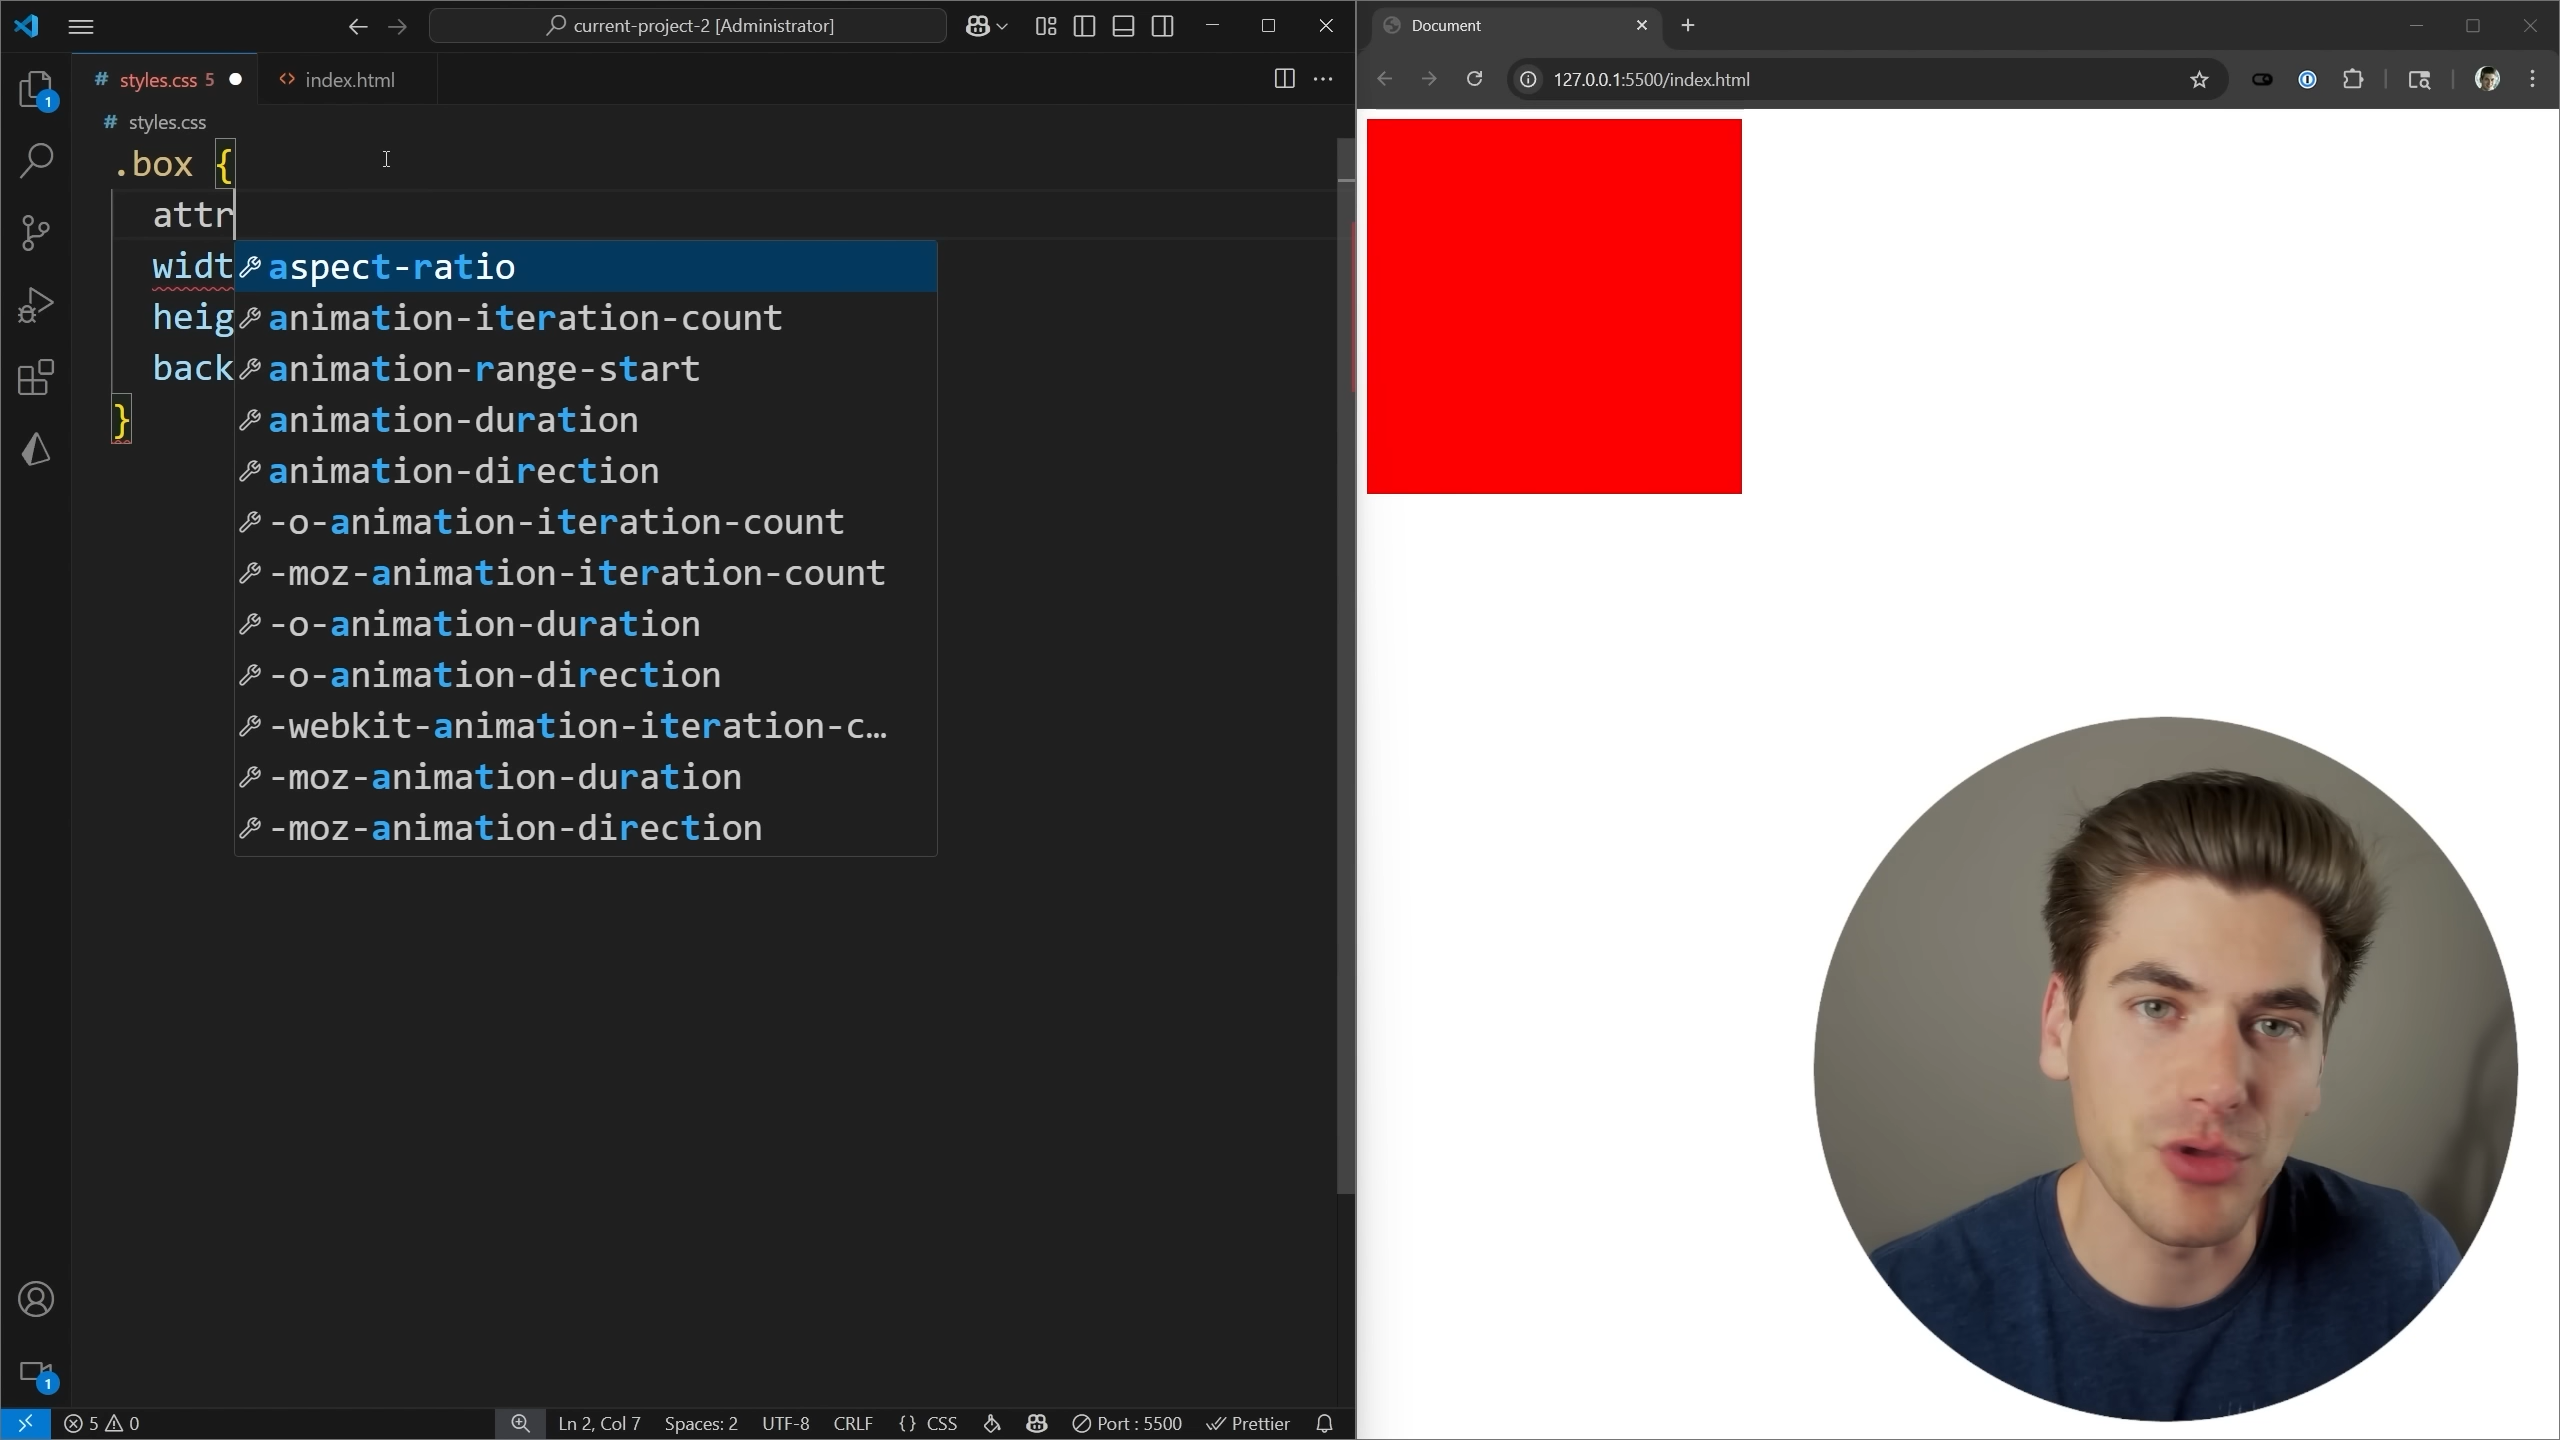 current-project-2 [Administrator]
styles.css 5
index.html
styles.css
.box {
attr
widt
heig
back
}
aspect-ratio
animation-iteration-count
animation-range-start
animation-duration
animation-direction
-o-animation-iteration-count
-moz-animation-iteration-count
-o-animation-duration
-o-animation-direction
-webkit-animation-iteration-c…
-moz-animation-duration
-moz-animation-direction
1
1
5 0
Ln 2, Col 7
Spaces: 2
UTF-8
CRLF
{} CSS
Port : 5500
Prettier
Document
127.0.0.1:5500/index.html